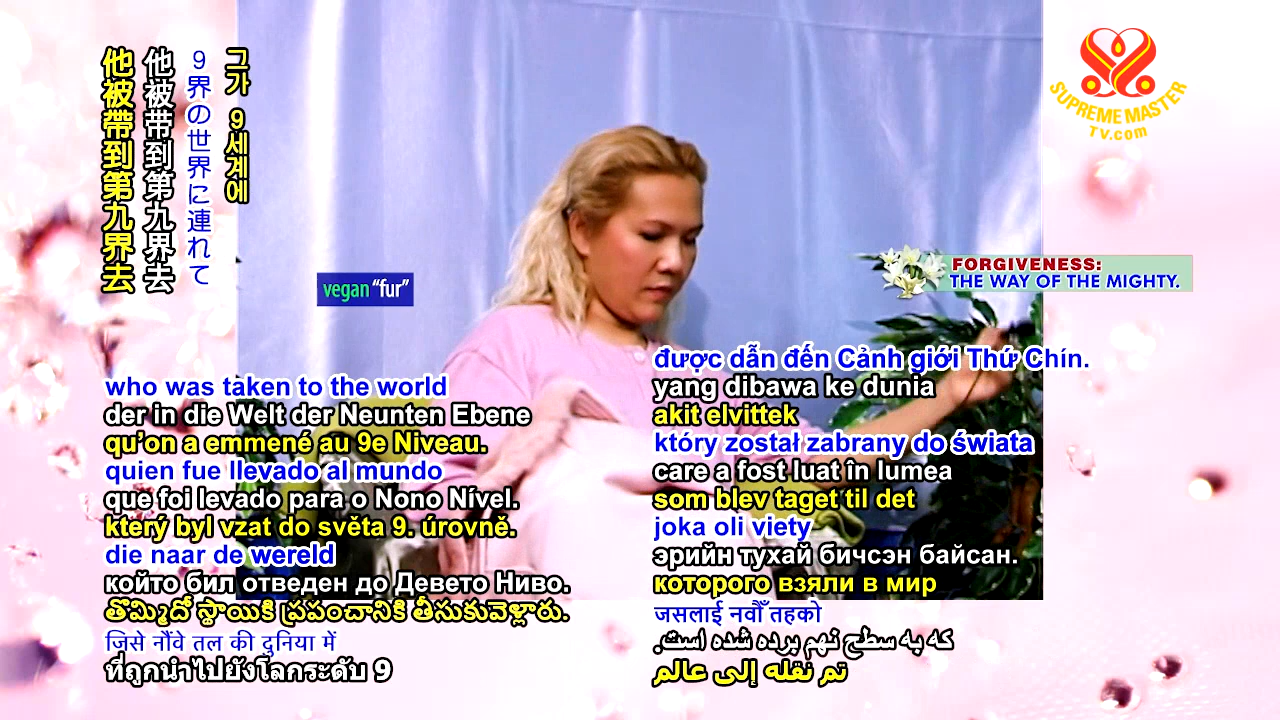 그가 9세계에
9界の世界に連れて
他被带到第九界去
他被帶到第九界去
SUPREME MASTER
TV.com
vegan “fur”
FORGIVENESS:
THE WAY OF THE MIGHTY.
who was taken to the world
der in die Welt der Neunten Ebene
qu’on a emmené au 9e Niveau.
quien fue llevado al mundo
que foi levado para o Nono Nível.
který byl vzat do světa 9. úrovně.
die naar de wereld
който бил отведен до Девето Ниво.
తొమ్మిదో స్థాయికి ప్రపంచానికి తీసుకువెళ్లారు.
जिसे नौंवे तल की दुनिया में
ที่ถูกนำไปยังโลกระดับ 9
được dẫn đến Cảnh giới Thứ Chín.
yang dibawa ke dunia
akit elvittek
który został zabrany do świata
care a fost luat în lumea
som blev taget til det
joka oli viety
эрийн тухай бичсэн байсан.
которого взяли в мир
जसलाई नवौँ तहको
که به سطح نهم برده شده است.
تم نقله إلى عالم